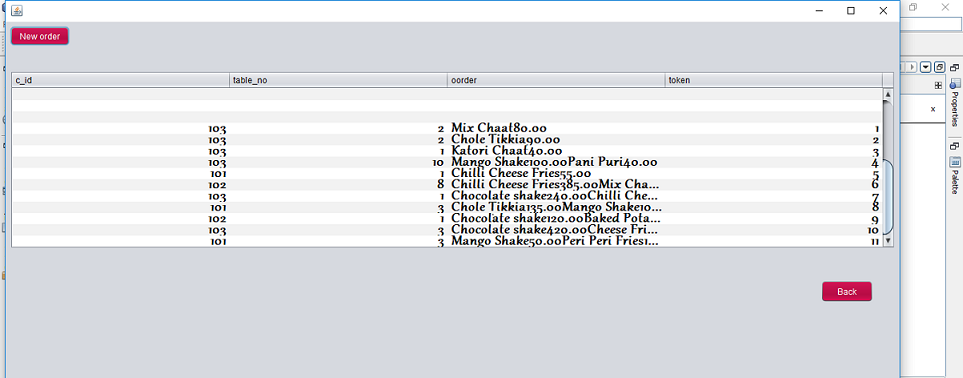 New order
c_id table_no oorder token
103 2 Mix Chaat80.00 1
103 2 Chole Tikkia90.00 2
103 1 Katori Chaat40.00 3
103 10 Mango Shake100.00Pani Puri40.00 4
101 1 Chilli Cheese Fries55.00 5
102 8 Chilli Cheese Fries385.00Mix Cha... 6
103 1 Chocolate shake240.00Chilli Che... 7
101 3 Chole Tikkia135.00Mango Shake10... 8
102 1 Chocolate shake120.00Baked Pota... 9
103 3 Chocolate shake420.00Cheese Fri... 10
101 3 Mango Shake50.00Peri Peri Fries1... 11
Back
Properties
Palette